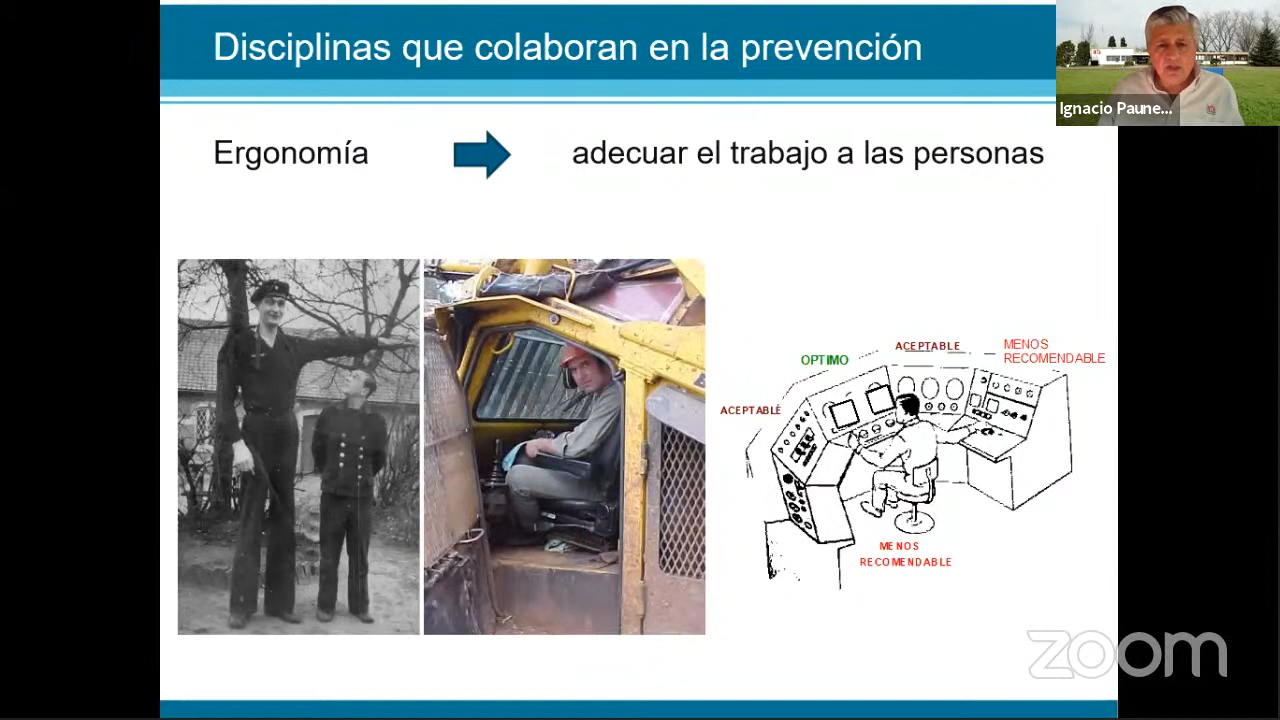 Disciplinas que colaboran en la prevención
Ignacio Paune...
Ergonomía
adecuar el trabajo a las personas
OPTIMO
ACEPTABLE
MENOS
RECOMENDABLE
ACEPTABLE
MENOS
RECOMENDABLE
zoom